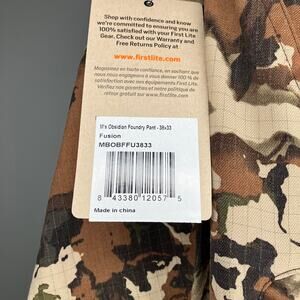 Shop with confidence and know
we're committed to ensuring you are
100% satisfied with your First Lite
Gear. Check our Warranty and
Free Returns Policy at
www.firstlite.com
Magasinez en toute confiance, en sachant que
nous nous engageons à vous donner 100 % de
satisfaction avec vos équipements First Lite.
Vérifiez nos garanties et notre politique de
retour gratuit sur www.firstlite.com.
M's Obsidian Foundry Pant - 38x33
Fusion
MBOBFFU3833
8 43380 12057 5
Made in china